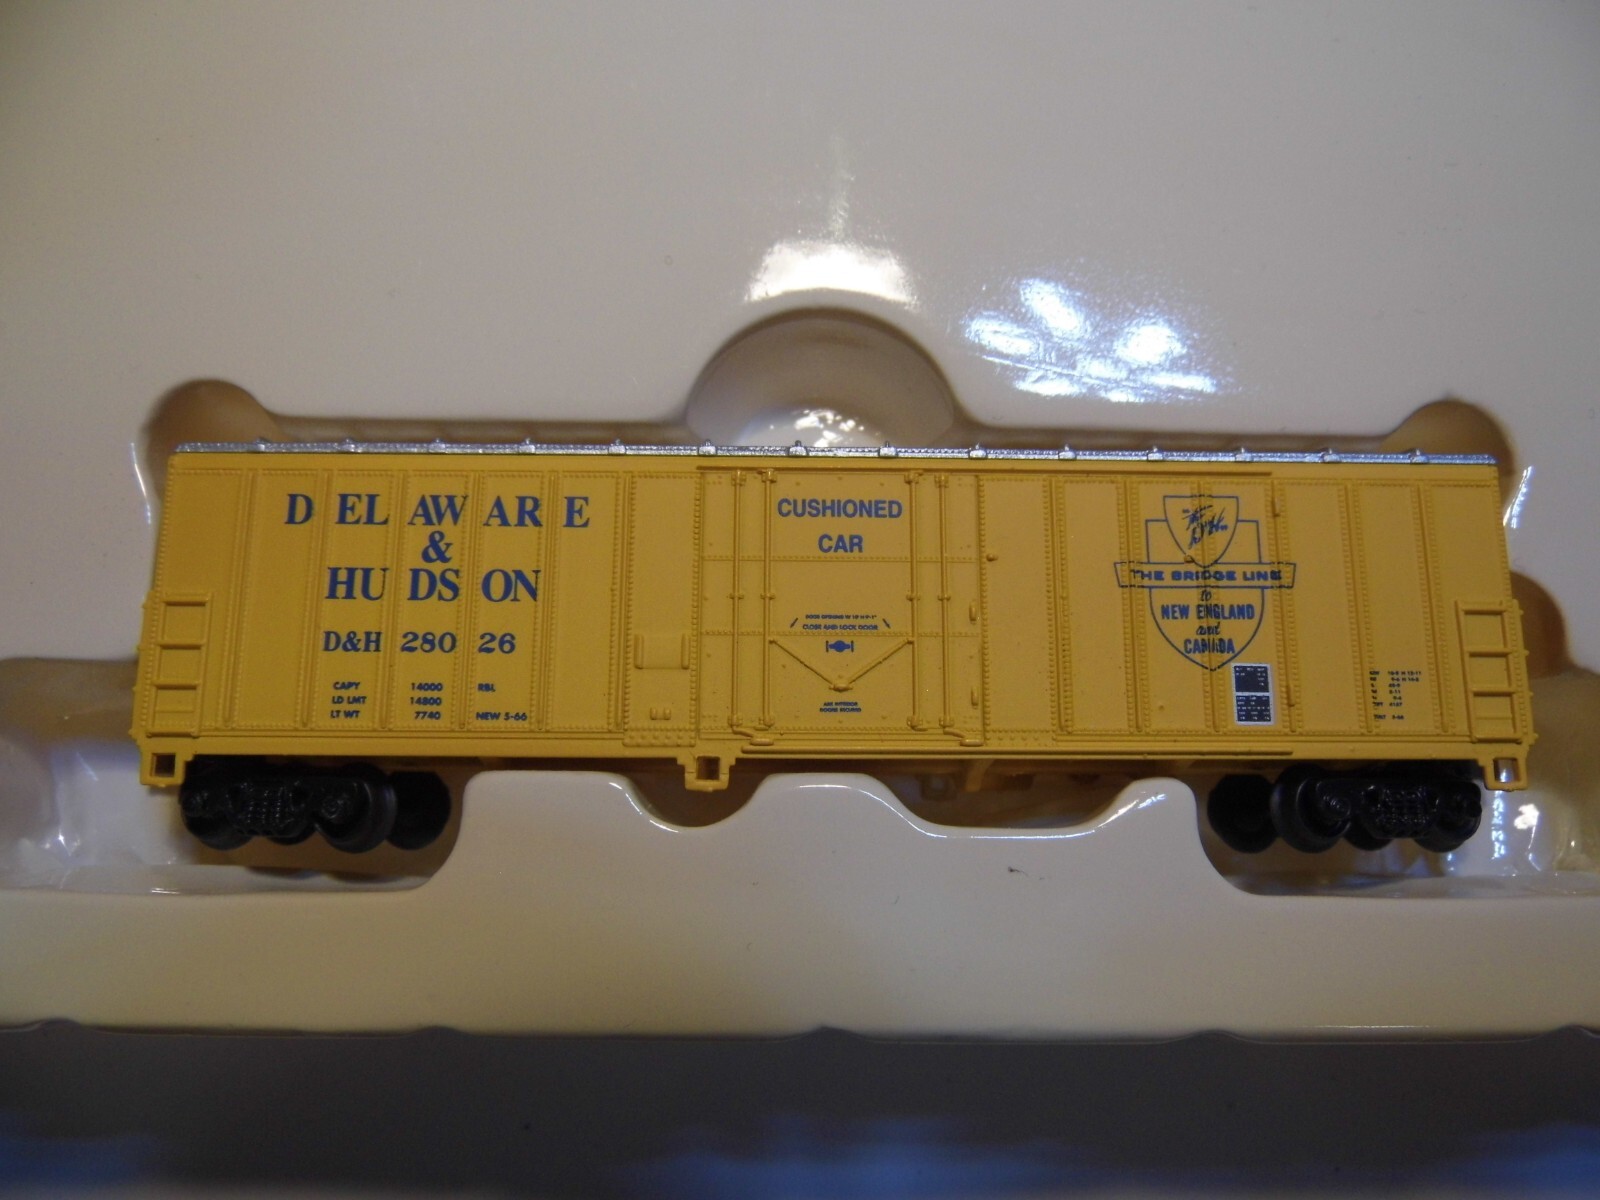 DELAWARE
&
HUDSON
D&H 28026
CAPY 14000 RBL
LD LMT 14800
LT WT 7740 NEW 5-66
CUSHIONED
CAR
CLOSE AND LOCK DOOR
"The D&H"
THE BRIDGE LINE
to
NEW ENGLAND
and
CANADA